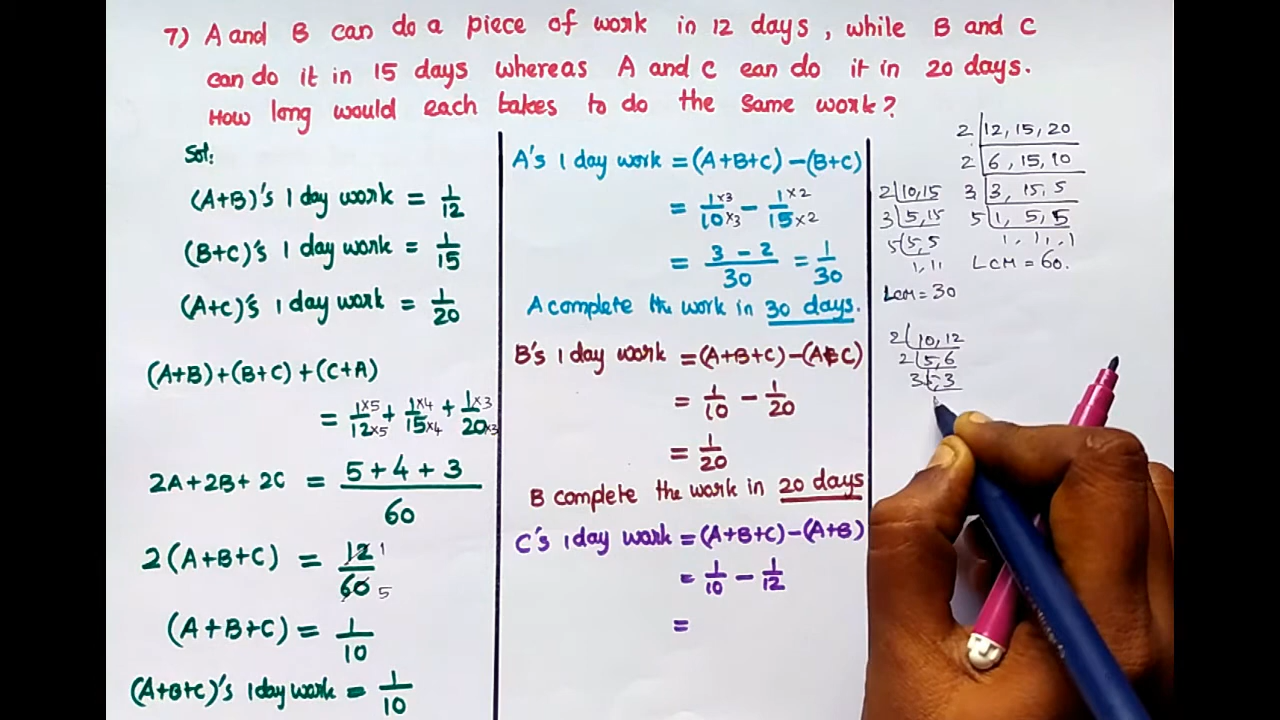 7) A and B can do a piece of work in 12 days, while B and C
can do it in 15 days whereas A and C can do it in 20 days.
How long would each takes to do the same work?
Sol:
(A+B)'s 1 day work = 1/12
(B+C)'s 1 day work = 1/15
(A+C)'s 1 day work = 1/20
(A+B)+(B+C)+(C+A)
= 1×5/12×5 + 1×4/15×4 + 1×3/20×3
2A+2B+2C = 5+4+3/60
2(A+B+C) = 12/60 1 5
(A+B+C) = 1/10
(A+B+C)'s 1day work = 1/10
A's 1 day work = (A+B+C)-(B+C)
= 1×3/10×3 - 1×2/15×2
= 3-2/30 = 1/30
A complete the work in 30 days.
B's 1 day work = (A+B+C)-(A+C)
= 1/10 - 1/20
= 1/20
B complete the work in 20 days
C's 1day work = (A+B+C)-(A+B)
= 1/10 - 1/12
=
2 12, 15, 20
2 6, 15, 10
3 3, 15, 5
5 1, 5, 5
1, 1, 1
LCM = 60.
2 10, 15
3 5, 15
5 5, 5
1, 1
LCM = 30
2 10, 12
2 5, 6
3 5, 3